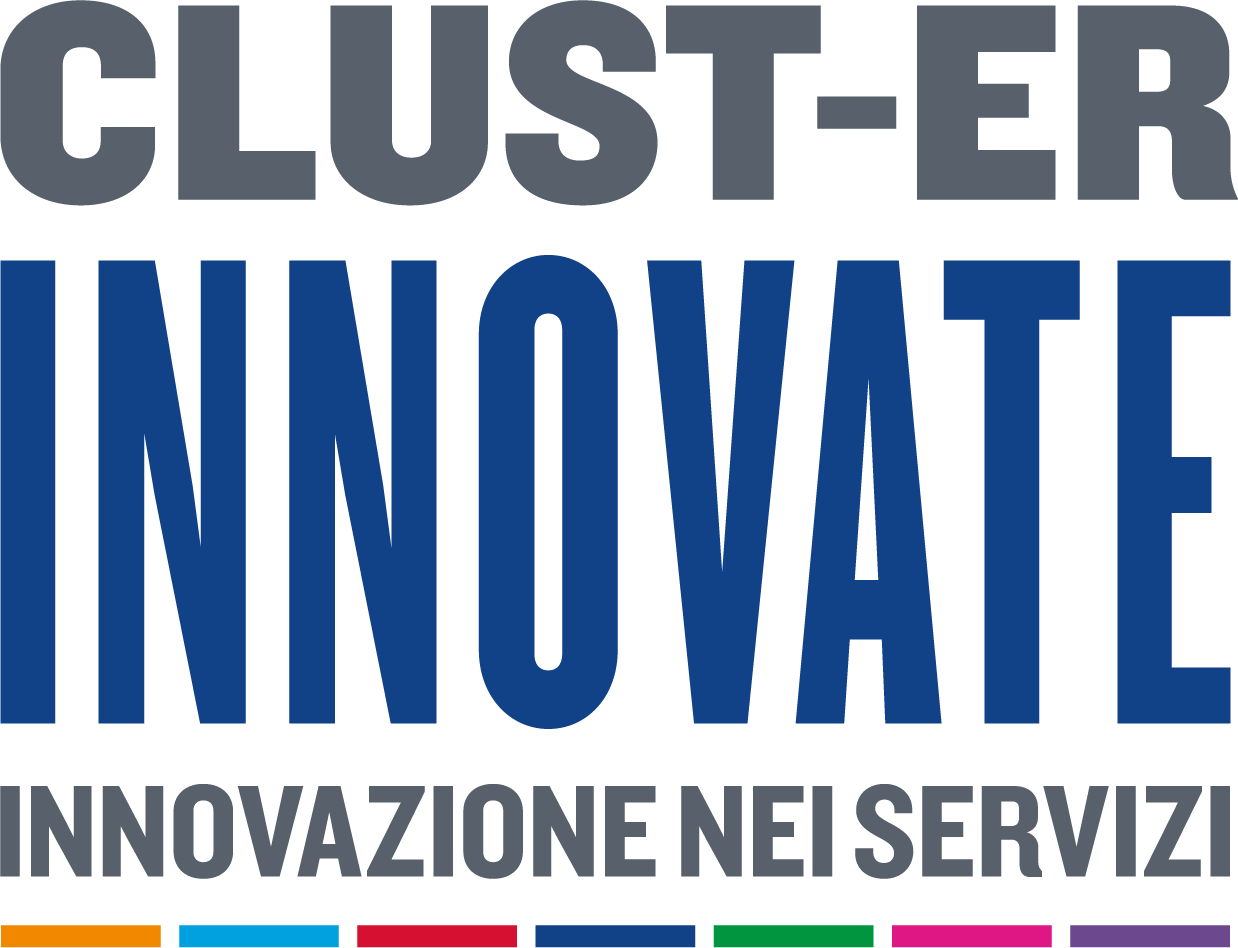 CLUST-ER
INNOVATE
INNOVAZIONE NEI SERVIZI